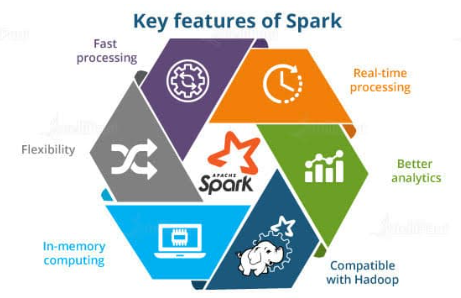 Key features of Spark
Fast
processing
Real-time
processing
Flexibility
APACHE
Spark
Better
analytics
In-memory
computing
Compatible
with Hadoop